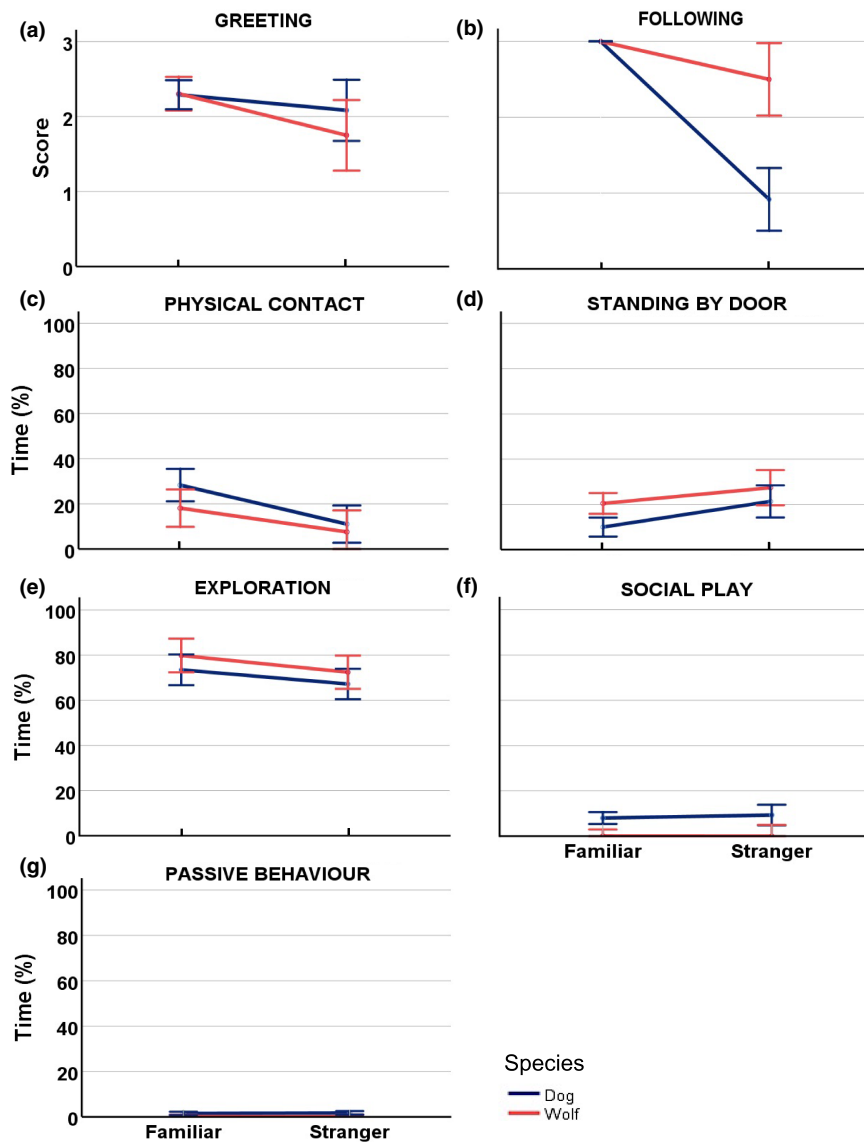 (a) GREETING
3
2
1
0
Score
(b) FOLLOWING
(c) PHYSICAL CONTACT
100
80
60
40
20
0
Time (%)
(d) STANDING BY DOOR
(e) EXPLORATION
100
80
60
40
20
0
Time (%)
(f) SOCIAL PLAY
Familiar Stranger
(g) PASSIVE BEHAVIOUR
100
80
60
40
20
0
Time (%)
Familiar Stranger
Species
Dog
Wolf